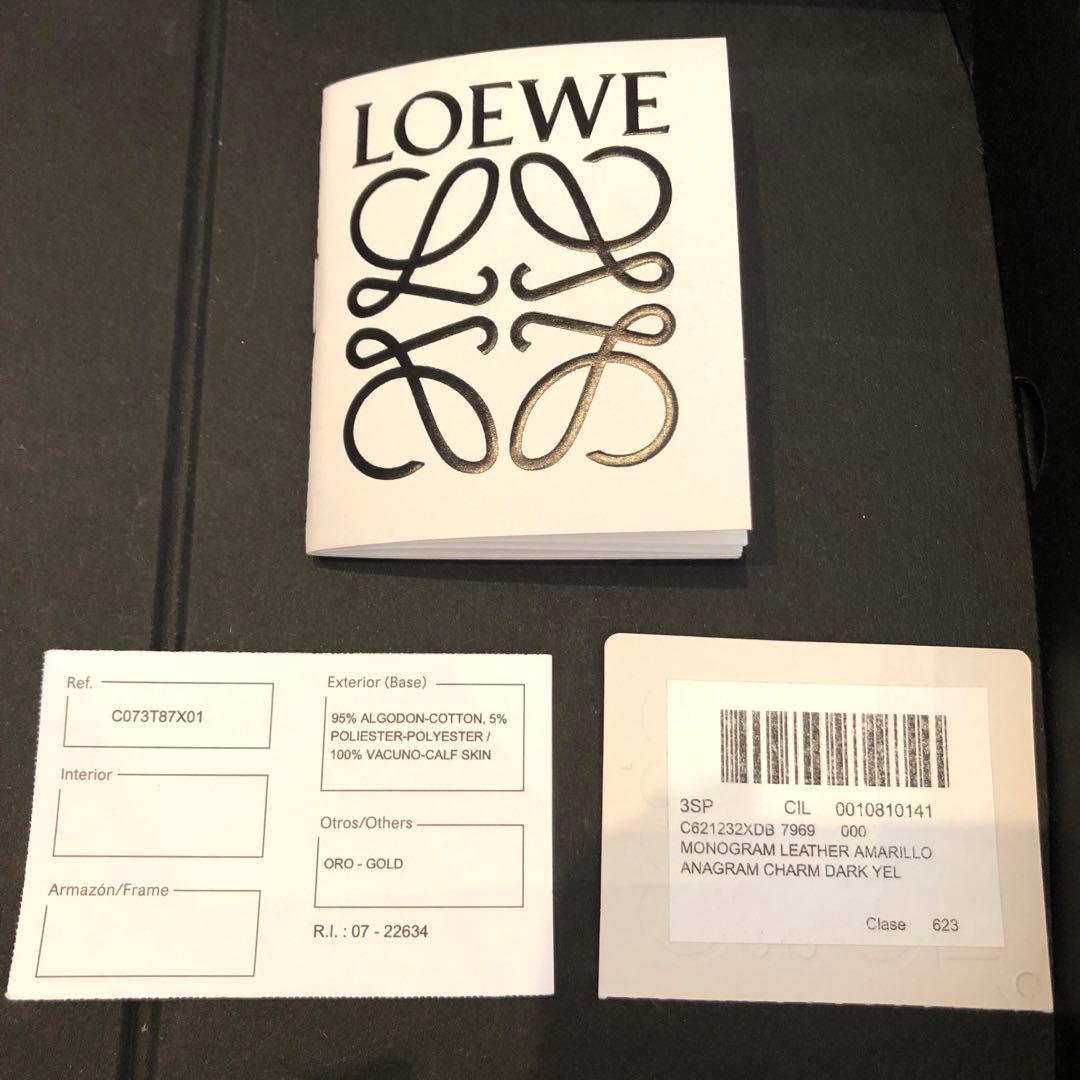 LOEWE
Ref.
C073T87X01
Interior
Armazón/Frame
Exterior (Base)
95% ALGODON-COTTON, 5%
POLIESTER-POLYESTER /
100% VACUNO-CALF SKIN
Otros/Others
ORO - GOLD
R.I. : 07 - 22634
3SP CIL 0010810141
C621232XDB 7969 000
MONOGRAM LEATHER AMARILLO
ANAGRAM CHARM DARK YEL
Clase 623